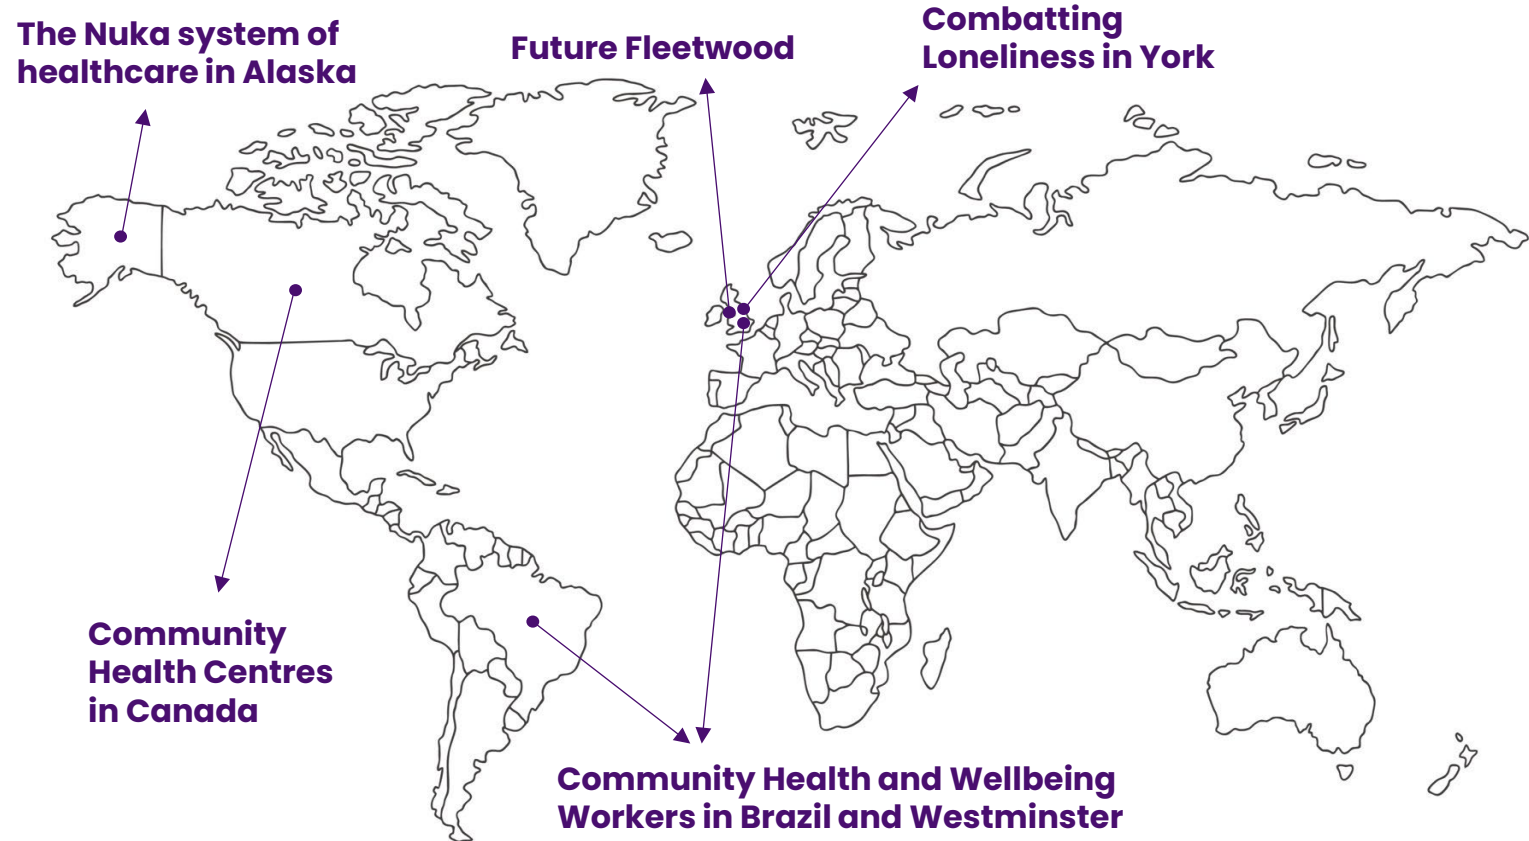 The Nuka system of
healthcare in Alaska
Future Fleetwood
Combatting
Loneliness in York
Community
Health Centres
in Canada
Community Health and Wellbeing
Workers in Brazil and Westminster